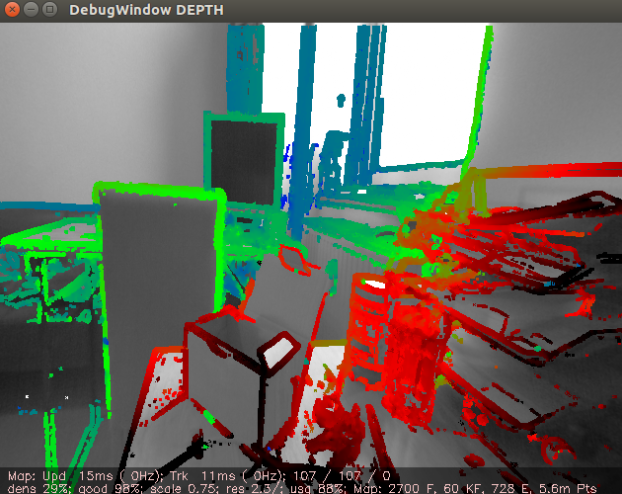 DebugWindow DEPTH
Map: Upd 15ms ( 0Hz); Trk 11ms ( 0Hz); 107 / 107 / 0
dens 29%; good 98%; scale 0.75; res 2.37; usg 88%; Map: 2700 F, 60 KF, 728 E, 5.6m Pts